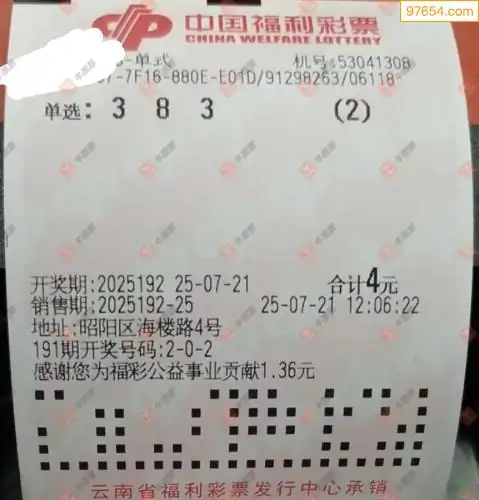 97654.com
中国福利彩票
CHINA WELFARE LOTTERY
-单式 机号:53041308
7-7F16-880E-E01D/91298263/06118
单选: 3 8 3 (2)
开奖期:2025192 25-07-21 合计4元
销售期:2025192-25 25-07-21 12:06:22
地址:昭阳区海楼路4号
191期开奖号码:2-0-2
感谢您为福彩公益事业贡献1.36元
云南省福利彩票发行中心承销